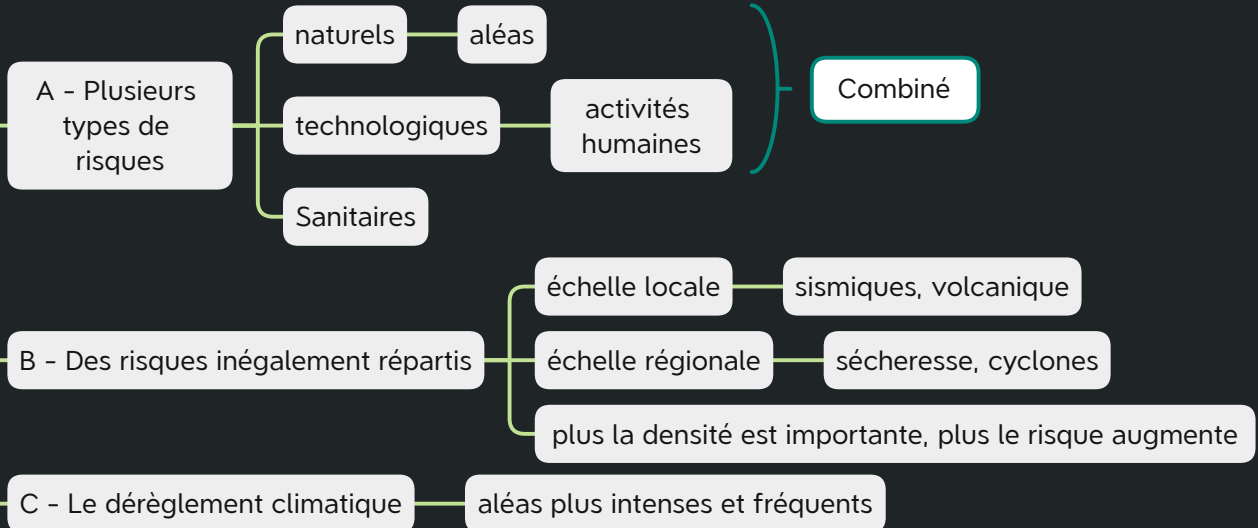 A - Plusieurs
types de
risques
naturels
aléas
technologiques
activités
humaines
Combiné
Sanitaires
B - Des risques inégalement répartis
échelle locale
sismiques, volcanique
échelle régionale
sécheresse, cyclones
plus la densité est importante, plus le risque augmente
C - Le dérèglement climatique
aléas plus intenses et fréquents